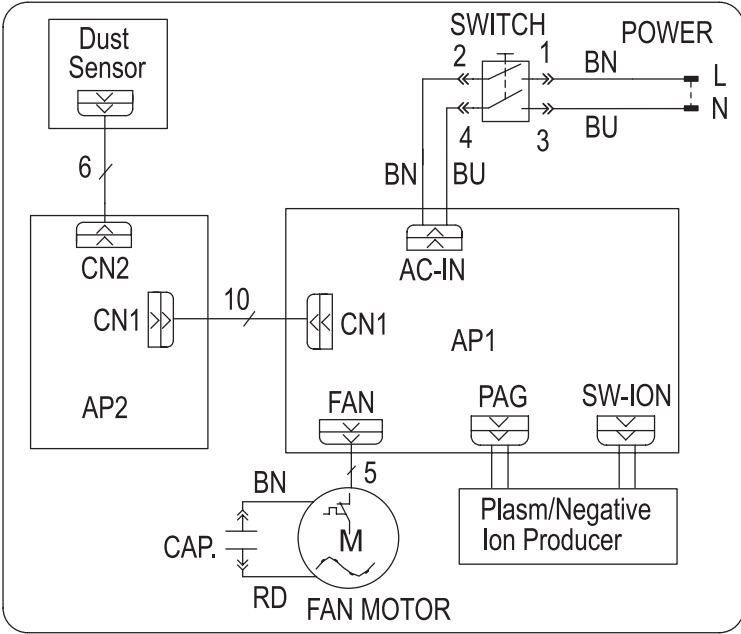 Dust
Sensor
SWITCH
POWER
2
1
BN
L
N
4
3
BU
6
BN
BU
CN2
AC-IN
CN1
10
CN1
AP1
AP2
FAN
PAG
SW-ION
5
BN
Plasm/Negative
Ion Producer
CAP.
M
RD
FAN MOTOR